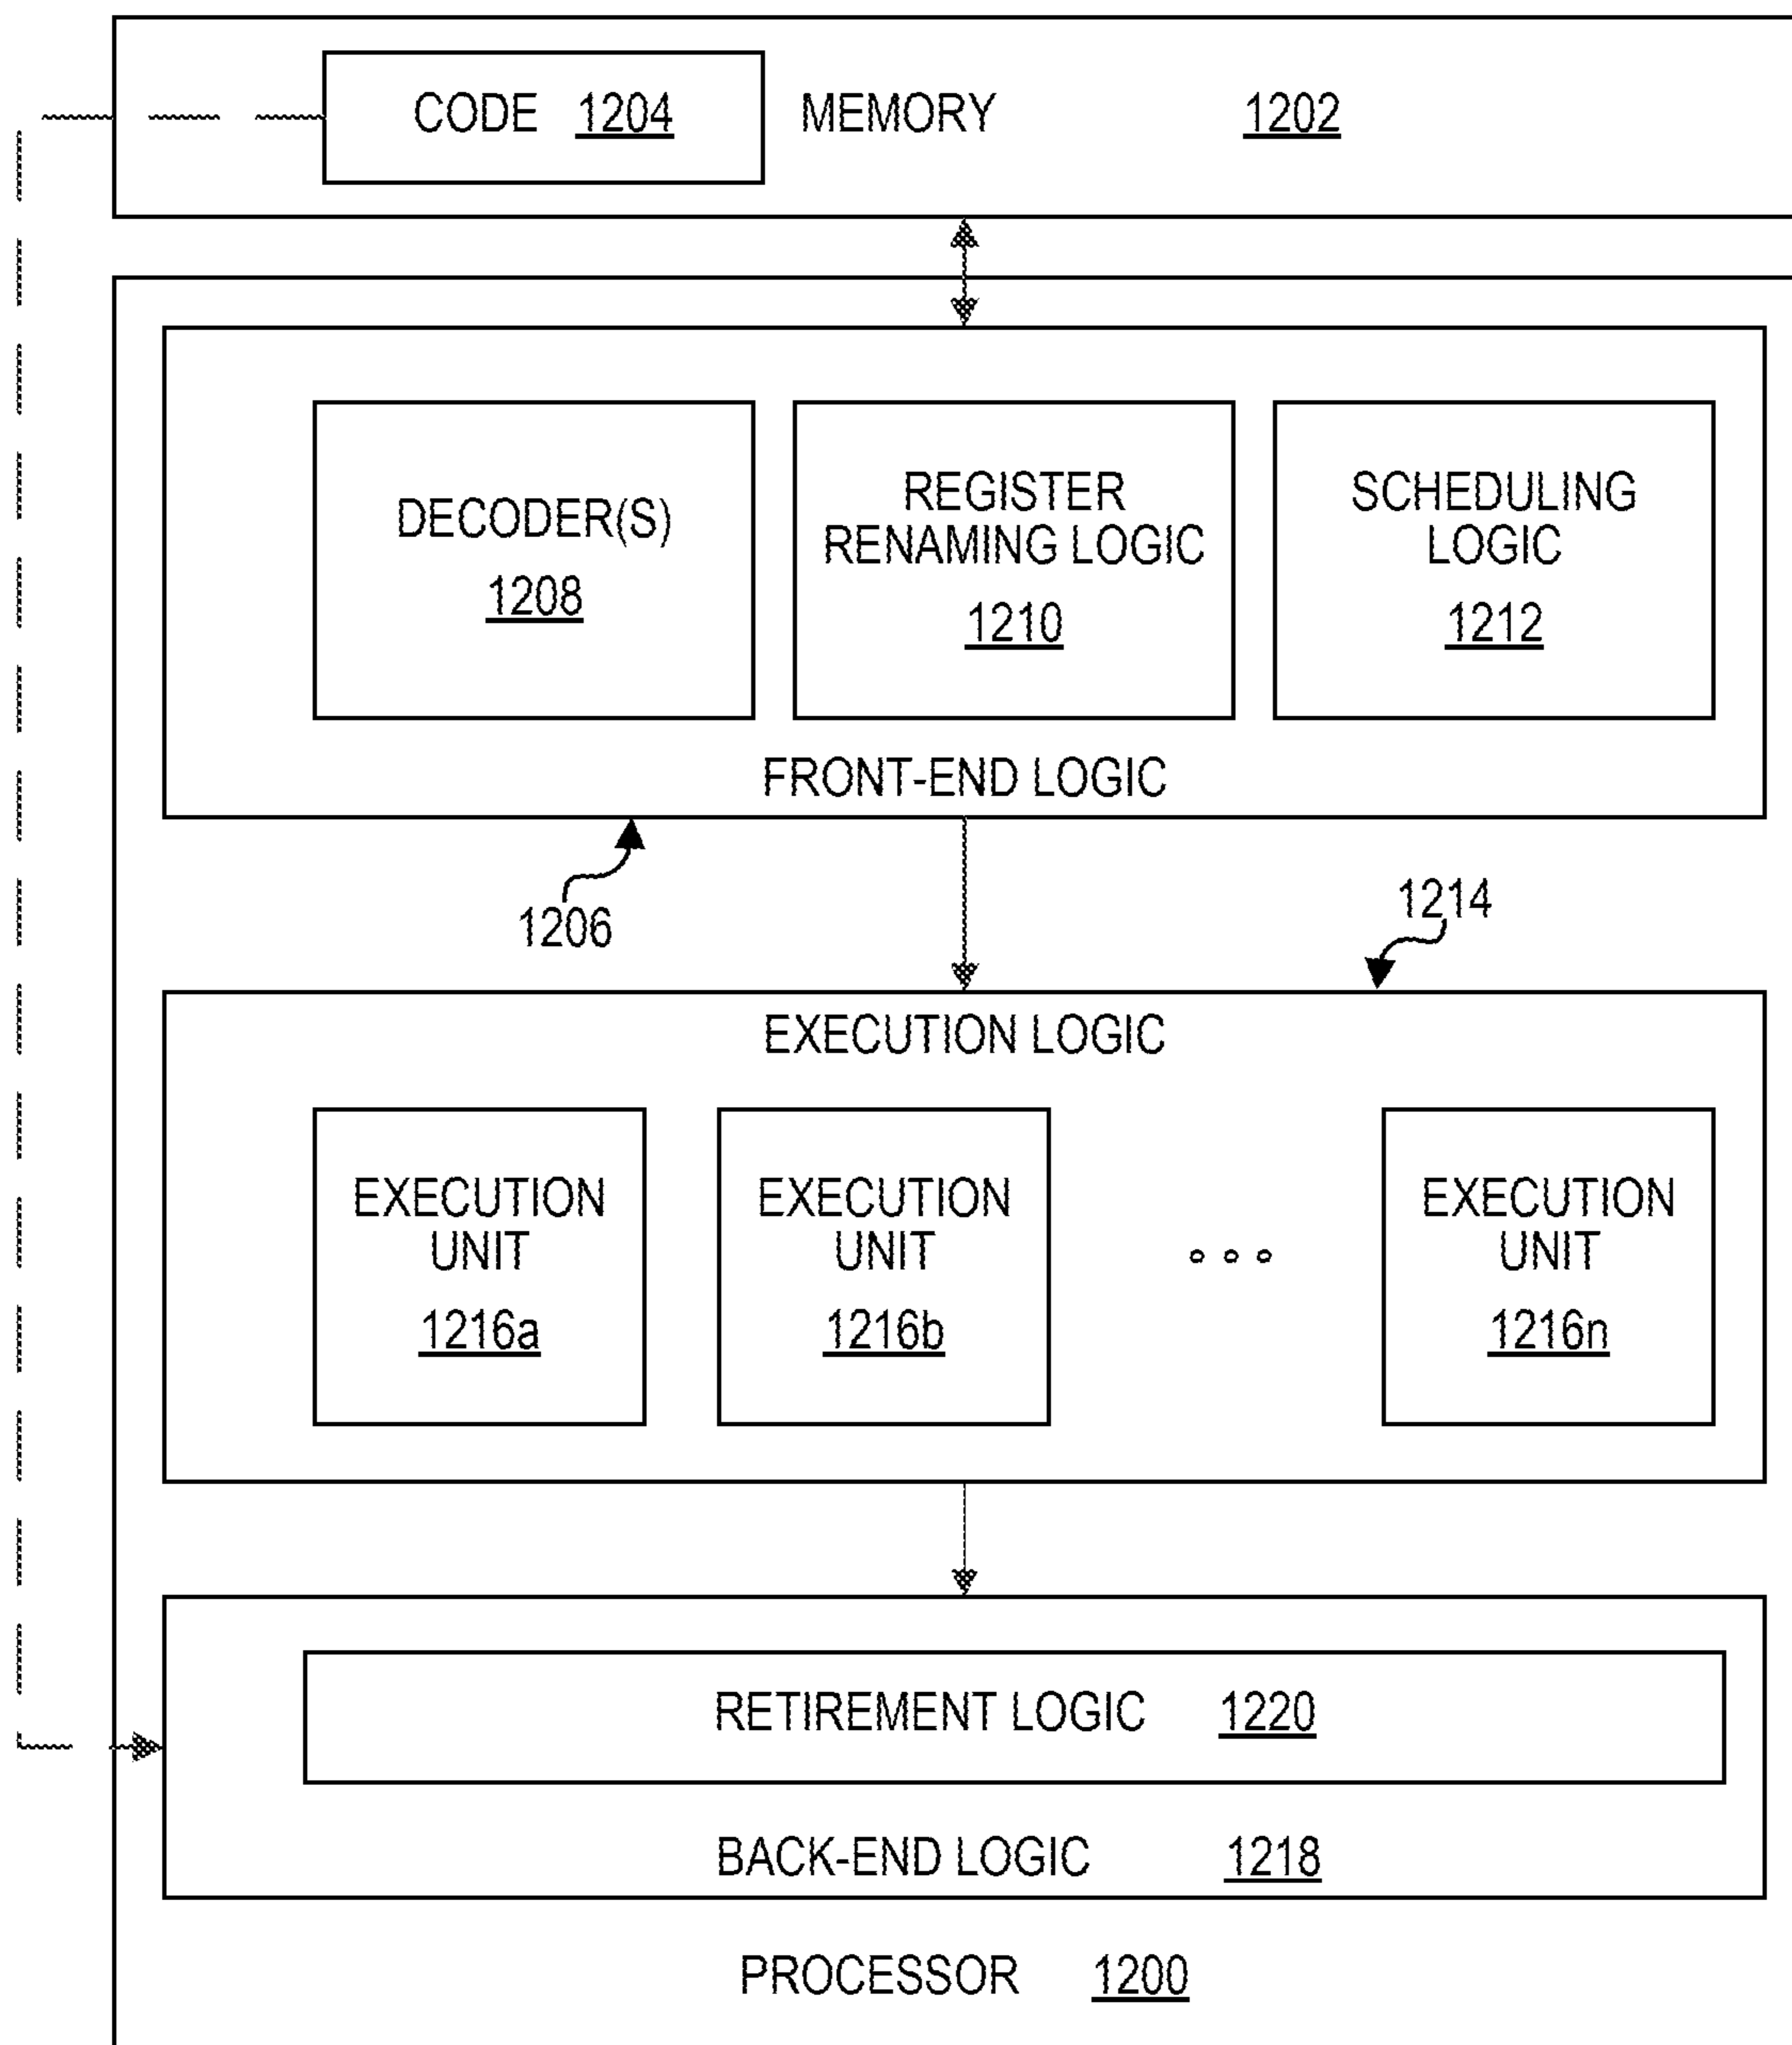 CODE 1204 MEMORY 1202
DECODER(S)
1208
REGISTER
RENAMING LOGIC
1210
SCHEDULING
LOGIC
1212
FRONT-END LOGIC
1206
1214
EXECUTION LOGIC
EXECUTION
UNIT
1216a
EXECUTION
UNIT
1216b
EXECUTION
UNIT
1216n
RETIREMENT LOGIC 1220
BACK-END LOGIC 1218
PROCESSOR 1200